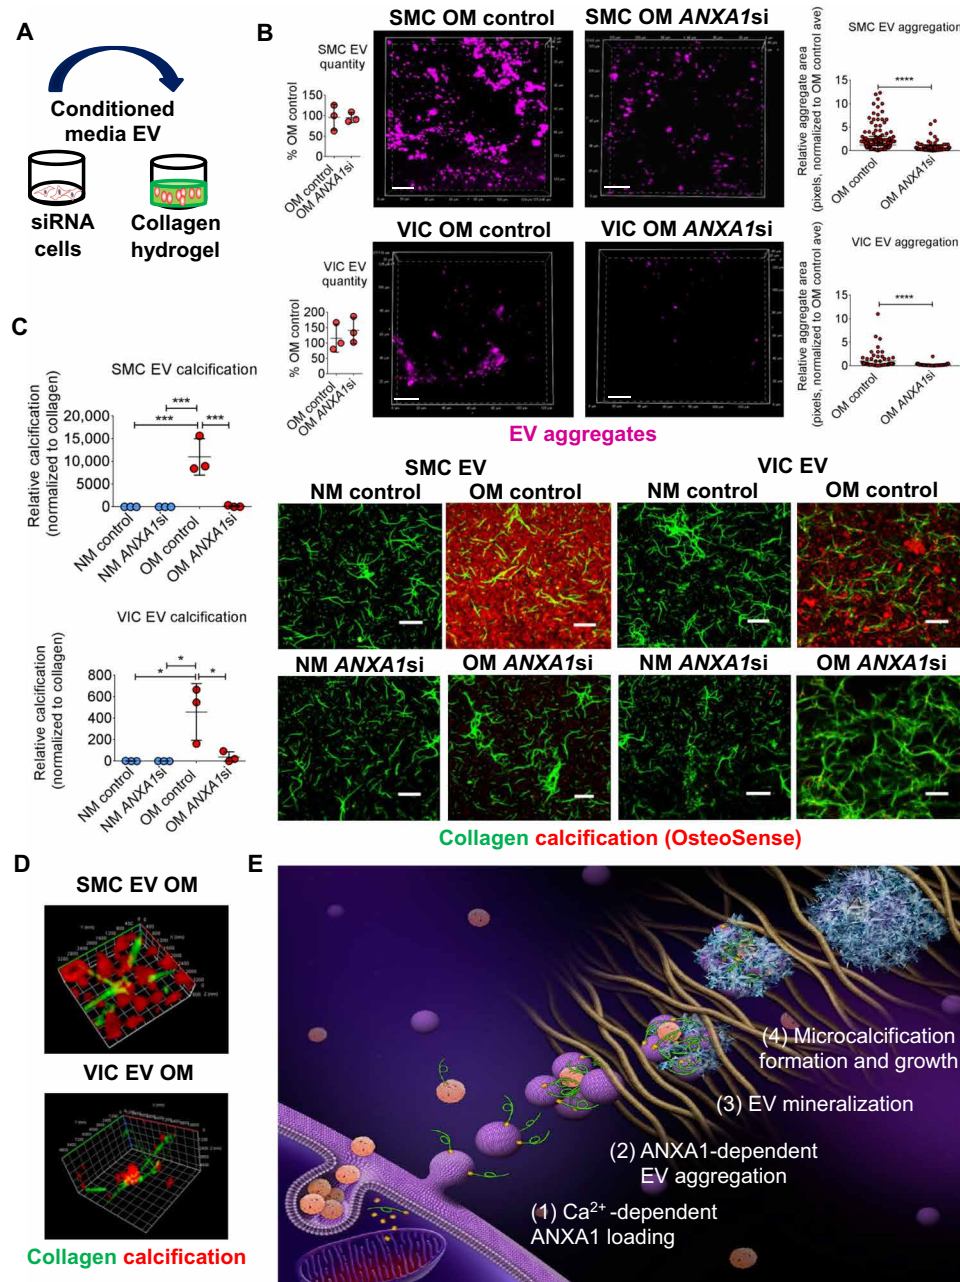 A
Conditioned
media EV
siRNA
cells
Collagen
hydrogel
B
SMC EV
quantity
% OM control
150
100
50
0
OM control
OM ANXA1si
SMC OM control
SMC OM ANXA1si
SMC EV aggregation
Relative aggregate area
(pixels, normalized to OM control ave)
15
10
5
0
****
OM control
OM ANXA1si
VIC EV
quantity
% OM control
200
150
100
50
0
OM control
OM ANXA1si
VIC OM control
VIC OM ANXA1si
VIC EV aggregation
Relative aggregate area
(pixels, normalized to OM control ave)
15
10
5
0
****
OM control
OM ANXA1si
EV aggregates
C
SMC EV calcification
Relative calcification
(normalized to collagen)
20,000
15,000
10,000
5000
0
***
***
***
NM control
NM ANXA1si
OM control
OM ANXA1si
VIC EV calcification
Relative calcification
(normalized to collagen)
800
600
400
200
0
*
*
*
NM control
NM ANXA1si
OM control
OM ANXA1si
SMC EV
VIC EV
NM control
OM control
NM control
OM control
NM ANXA1si
OM ANXA1si
NM ANXA1si
OM ANXA1si
Collagen calcification (OsteoSense)
D
SMC EV OM
VIC EV OM
Collagen calcification
E
(4) Microcalcification
formation and growth
(3) EV mineralization
(2) ANXA1-dependent
EV aggregation
(1) Ca²⁺ -dependent
ANXA1 loading